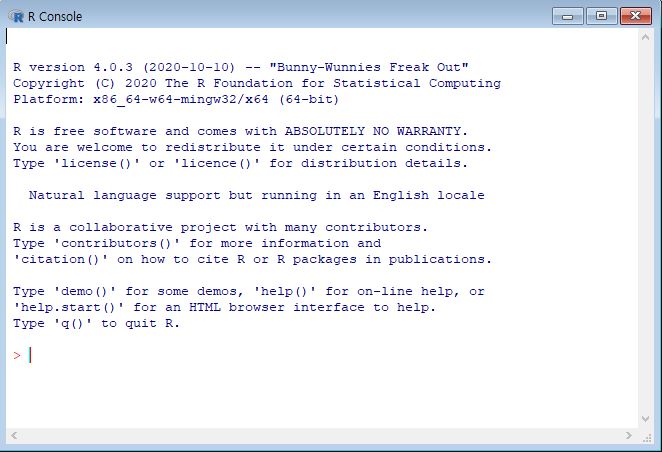 R Console
R version 4.0.3 (2020-10-10) -- "Bunny-Wunnies Freak Out"
Copyright (C) 2020 The R Foundation for Statistical Computing
Platform: x86_64-w64-mingw32/x64 (64-bit)
R is free software and comes with ABSOLUTELY NO WARRANTY.
You are welcome to redistribute it under certain conditions.
Type 'license()' or 'licence()' for distribution details.
Natural language support but running in an English locale
R is a collaborative project with many contributors.
Type 'contributors()' for more information and
'citation()' on how to cite R or R packages in publications.
Type 'demo()' for some demos, 'help()' for on-line help, or
'help.start()' for an HTML browser interface to help.
Type 'q()' to quit R.
>